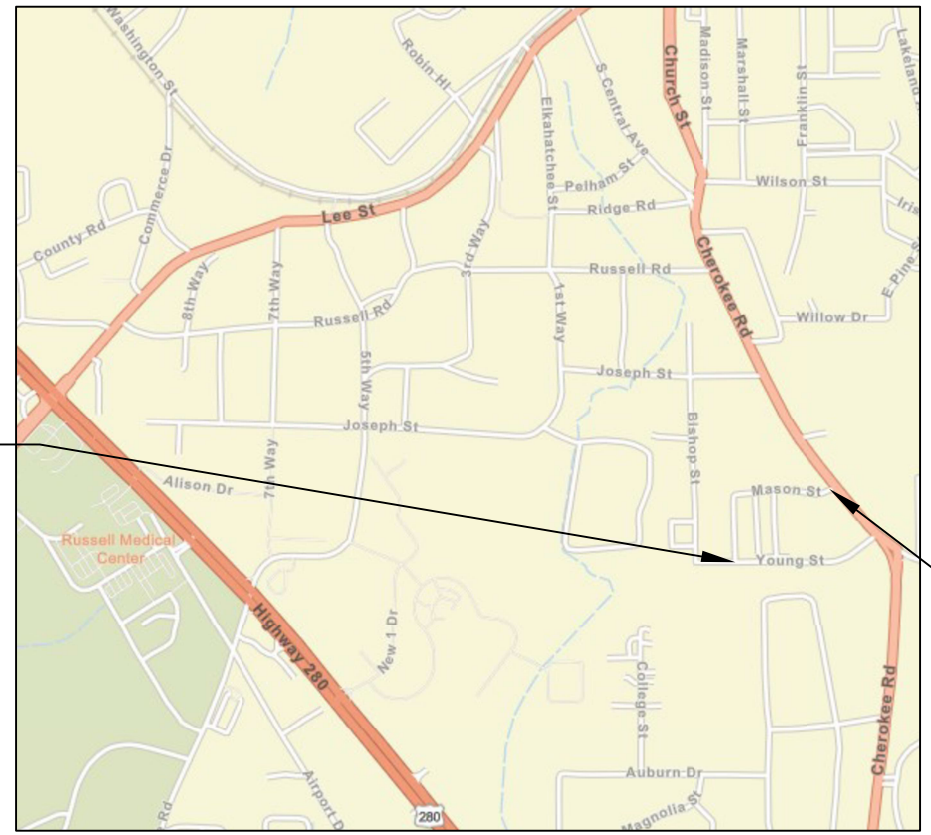 Washington St
Robin Hl
S Central Ave
Church St
Madison St
Marshall St
Franklin St
Lakeland
Commerce Dr
Elkahatchee St
Pelham St
Wilson St
Ridge Rd
Iris
County Rd
Lee St
3rd Way
Cherokee Rd
E Pine S
8th Way
7th Way
Russell Rd
Russell Rd
1st Way
Willow Dr
5th Way
Joseph St
Joseph St
Bishop St
7th Way
Alison Dr
Mason St
Russell Medical
Center
Young St
Highway 280
New 1 Dr
College St
Cherokee Rd
Airport D
Auburn Dr
Magnolia St
Rd
280